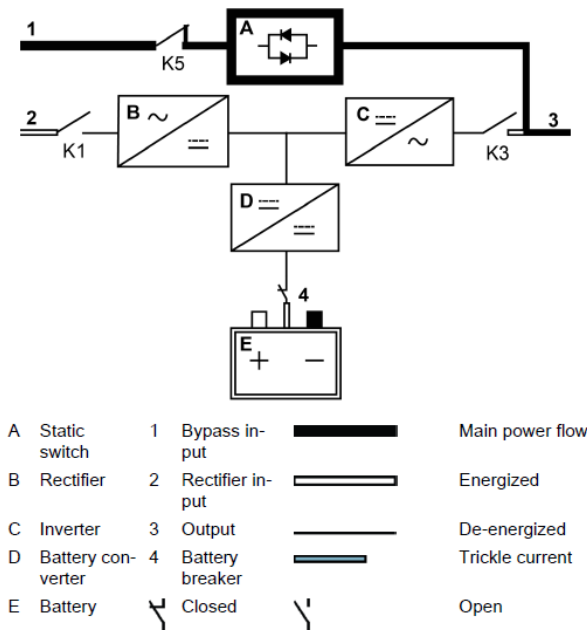 1
A
K5
2
B
C
3
K1
K3
D
4
E
+ −
A Static switch 1 Bypass in-
put Main power flow
B Rectifier 2 Rectifier in-
put Energized
C Inverter 3 Output De-energized
D Battery con-
verter 4 Battery
breaker Trickle current
E Battery Closed Open